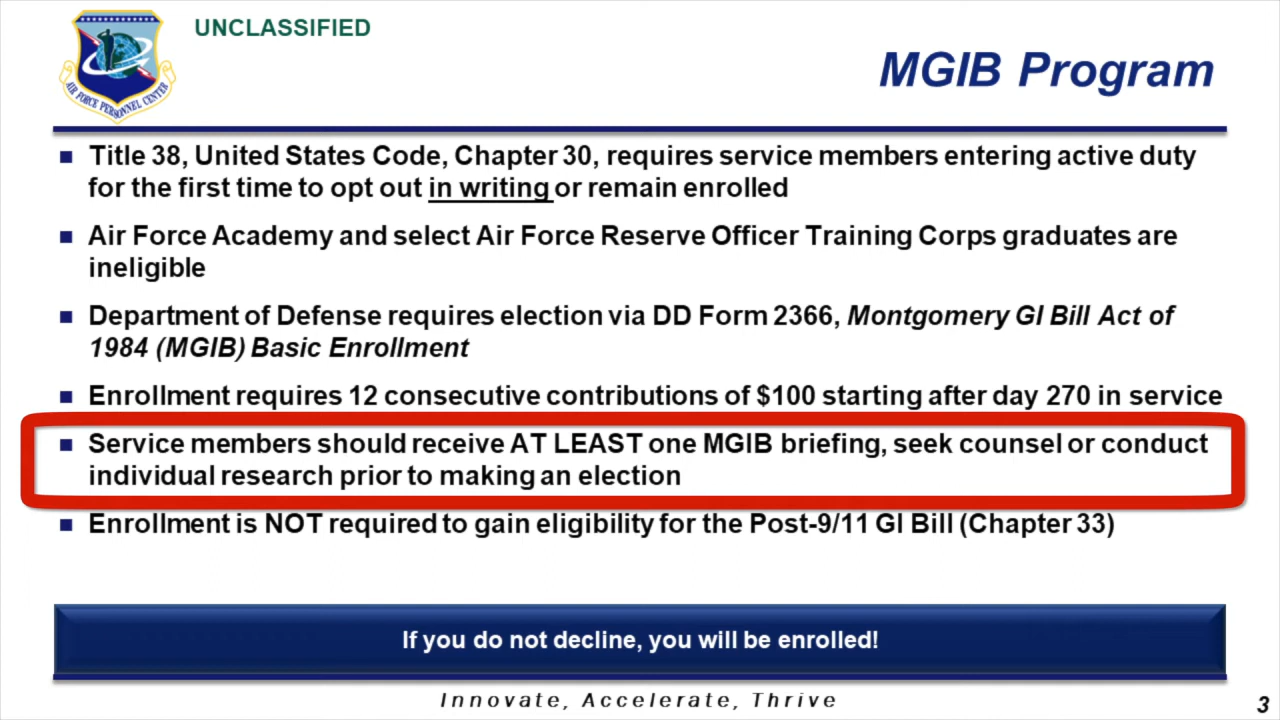 UNCLASSIFIED
MGIB Program
AIR FORCE PERSONNEL CENTER
Title 38, United States Code, Chapter 30, requires service members entering active duty
for the first time to opt out in writing or remain enrolled
Air Force Academy and select Air Force Reserve Officer Training Corps graduates are
ineligible
Department of Defense requires election via DD Form 2366, Montgomery GI Bill Act of
1984 (MGIB) Basic Enrollment
Enrollment requires 12 consecutive contributions of $100 starting after day 270 in service
Service members should receive AT LEAST one MGIB briefing, seek counsel or conduct
individual research prior to making an election
Enrollment is NOT required to gain eligibility for the Post-9/11 GI Bill (Chapter 33)
If you do not decline, you will be enrolled!
Innovate, Accelerate, Thrive
3